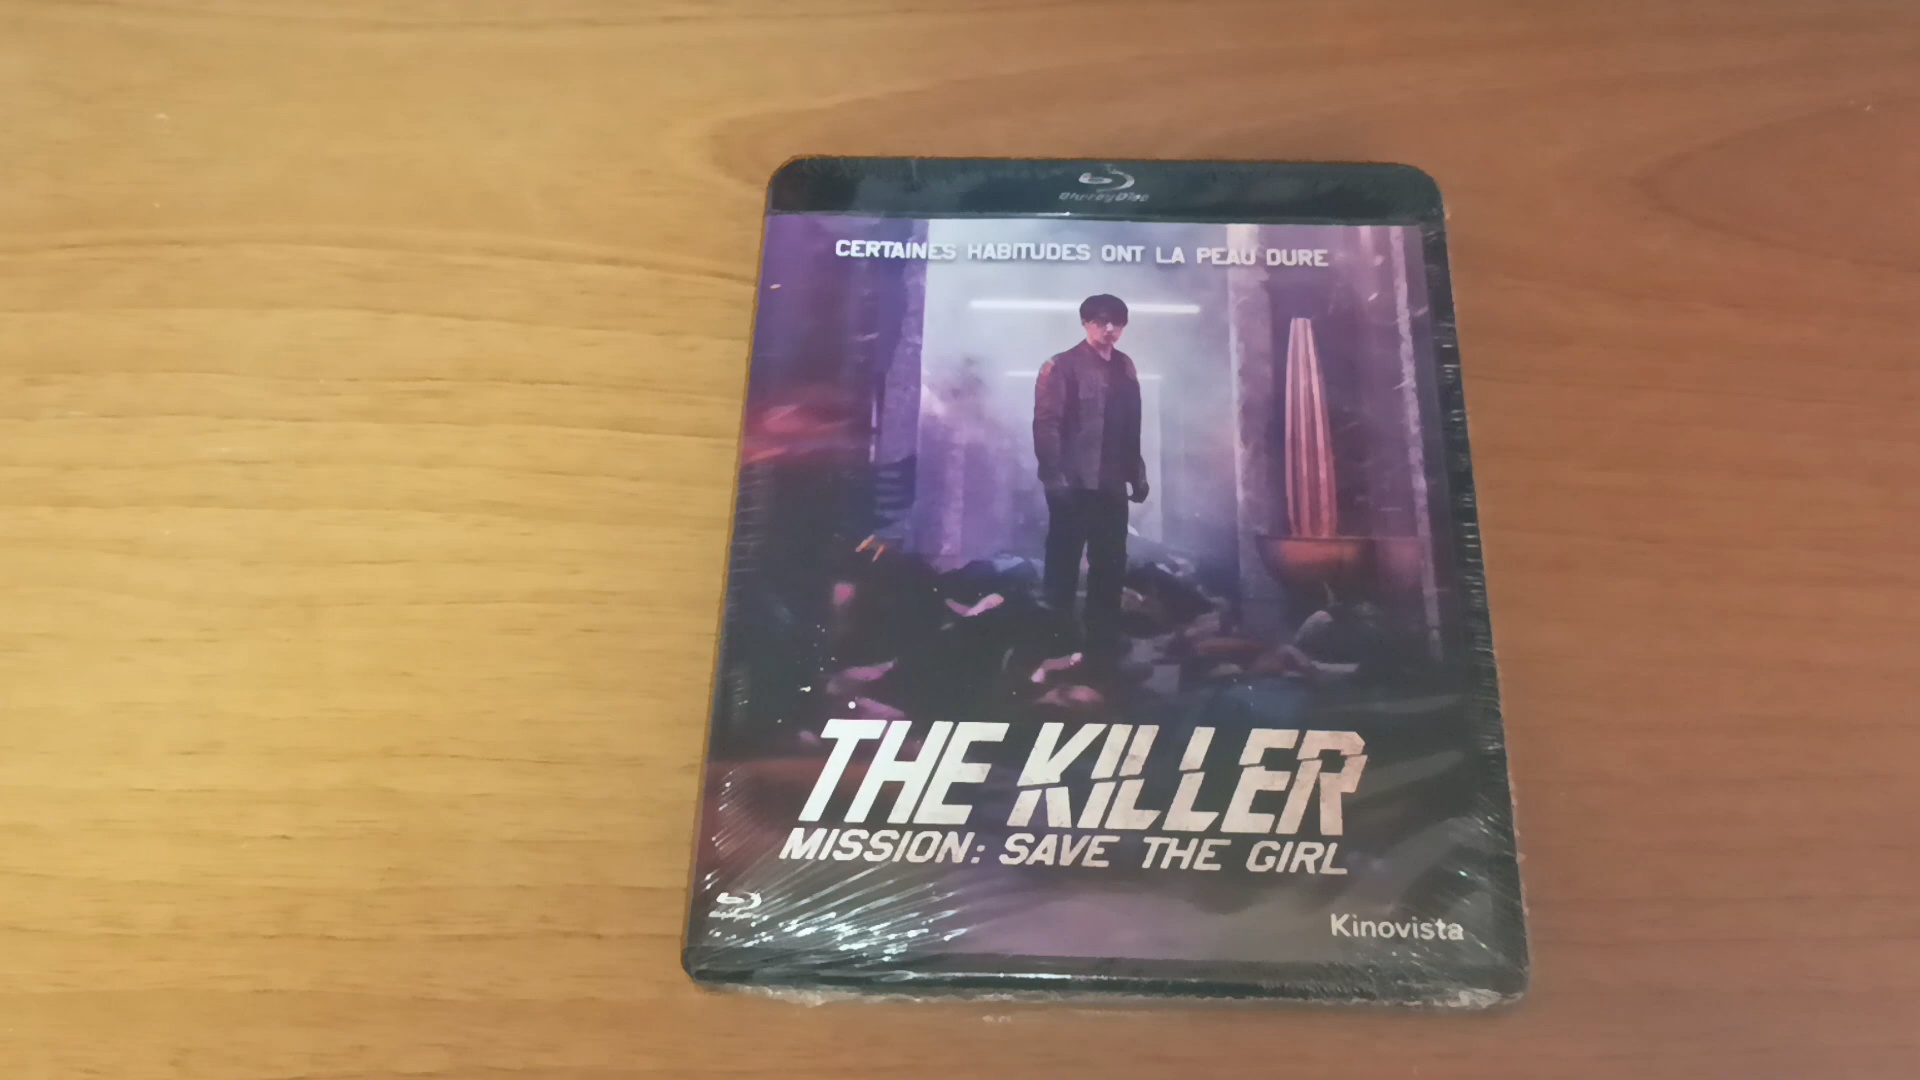 Blu-ray Disc
CERTAINES HABITUDES ONT LA PEAU DURE
THE KILLER
MISSION: SAVE THE GIRL
Kinovista